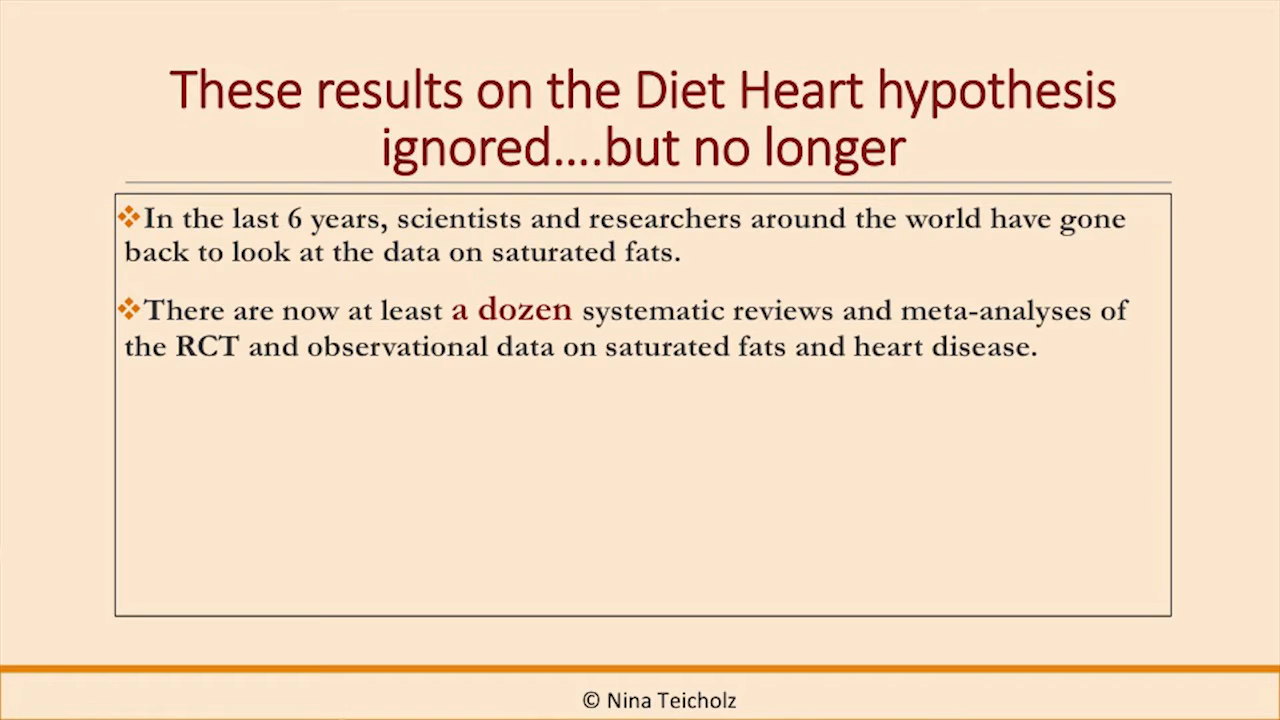 These results on the Diet Heart hypothesis
ignored....but no longer
❖In the last 6 years, scientists and researchers around the world have gone
back to look at the data on saturated fats.
❖There are now at least a dozen systematic reviews and meta-analyses of
the RCT and observational data on saturated fats and heart disease.
© Nina Teicholz